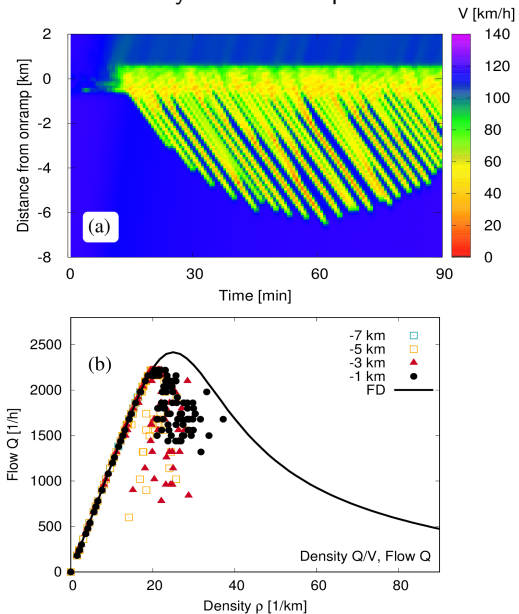 V [km/h]
2
0
-2
-4
-6
-8
Distance from onramp [km]
(a)
0
30
60
90
Time [min]
140
120
100
80
60
40
20
0
(b)
2500
2000
1500
1000
500
0
Flow Q [1/h]
-7 km
-5 km
-3 km
-1 km
FD
Density Q/V, Flow Q
0
20
40
60
80
Density ρ [1/km]